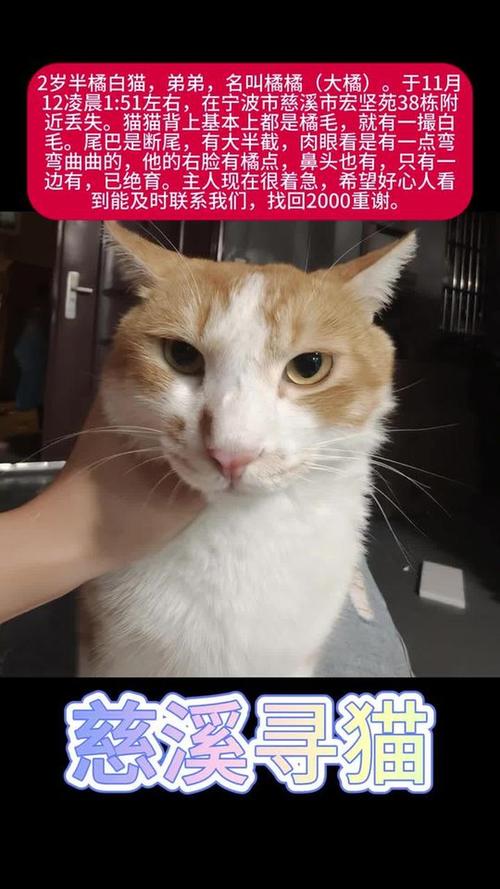 2岁半橘白猫，弟弟，名叫橘橘（大橘）。于11月
12凌晨1:51左右，在宁波市慈溪市宏坚苑38栋附
近丢失。猫猫背上基本上都是橘毛，就有一撮白
毛。尾巴是断尾，有大半截，肉眼看是有一点弯
弯曲曲的，他的右脸有橘点，鼻头也有，只有一
边有，已绝育。主人现在很着急，希望好心人看
到能及时联系我们，找回2000重谢。
慈溪寻猫